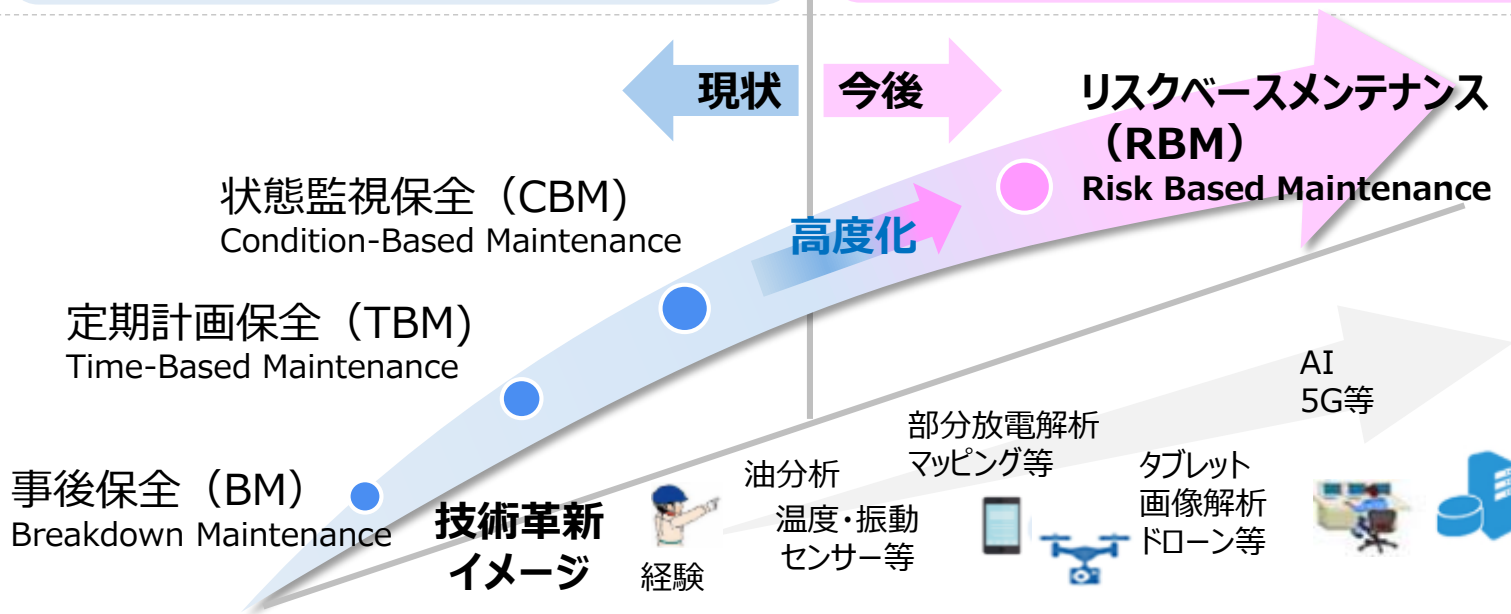 現状
今後
リスクベースメンテナンス
（RBM）
Risk Based Maintenance
状態監視保全（CBM)
Condition-Based Maintenance
高度化
定期計画保全（TBM)
Time-Based Maintenance
事後保全（BM）
Breakdown Maintenance
技術革新
イメージ
経験
油分析
温度・振動
センサー等
部分放電解析
マッピング等
タブレット
画像解析
ドローン等
AI
5G等